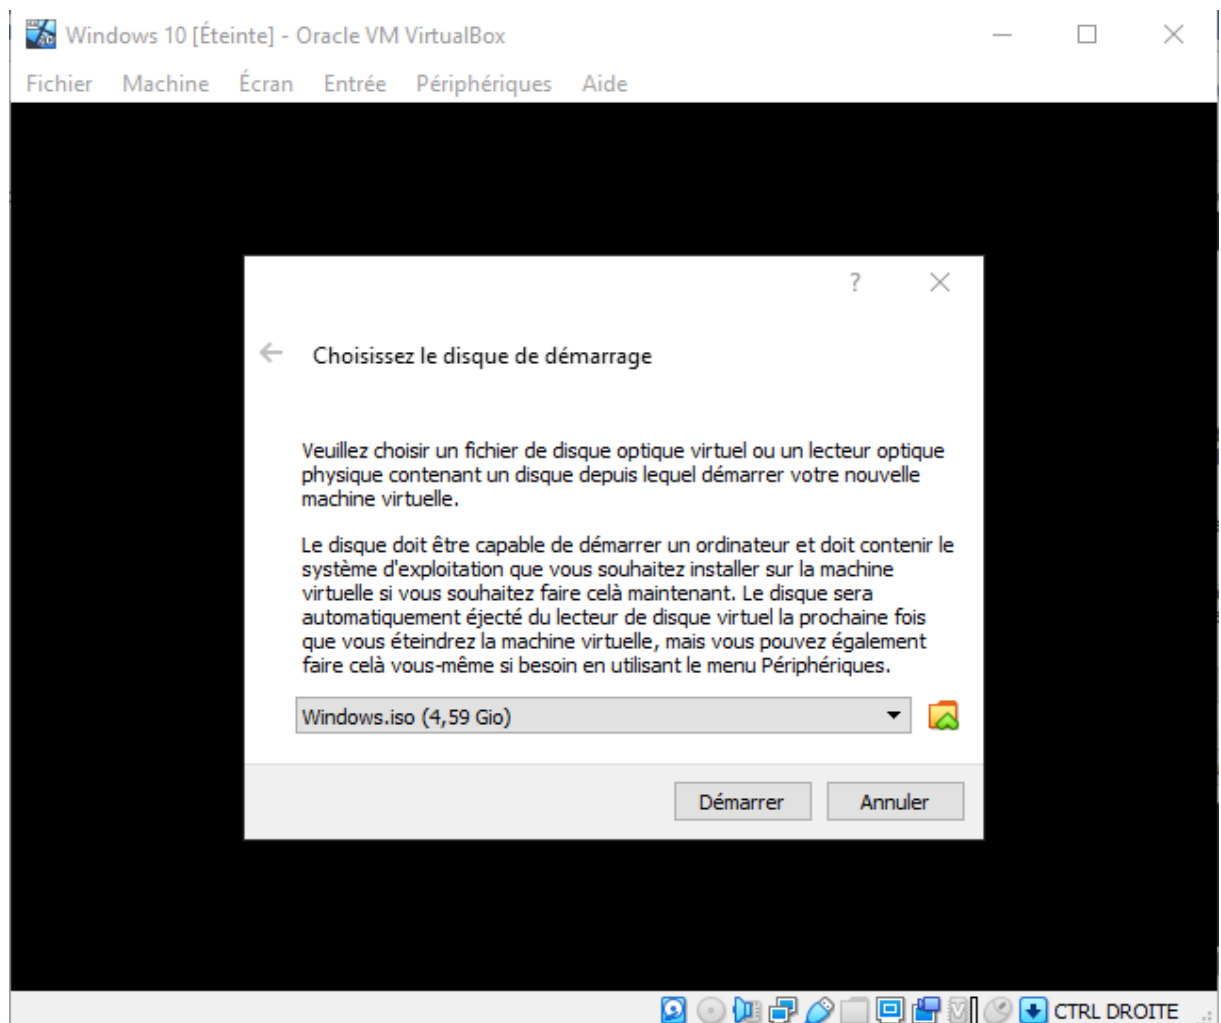 Windows 10 [Éteinte] - Oracle VM VirtualBox
Fichier Machine Écran Entrée Périphériques Aide
?
Choisissez le disque de démarrage
Veuillez choisir un fichier de disque optique virtuel ou un lecteur optique
physique contenant un disque depuis lequel démarrer votre nouvelle
machine virtuelle.
Le disque doit être capable de démarrer un ordinateur et doit contenir le
système d'exploitation que vous souhaitez installer sur la machine
virtuelle si vous souhaitez faire celà maintenant. Le disque sera
automatiquement éjecté du lecteur de disque virtuel la prochaine fois
que vous éteindrez la machine virtuelle, mais vous pouvez également
faire celà vous-même si besoin en utilisant le menu Périphériques.
Windows.iso (4,59 Gio)
Démarrer Annuler
CTRL DROITE